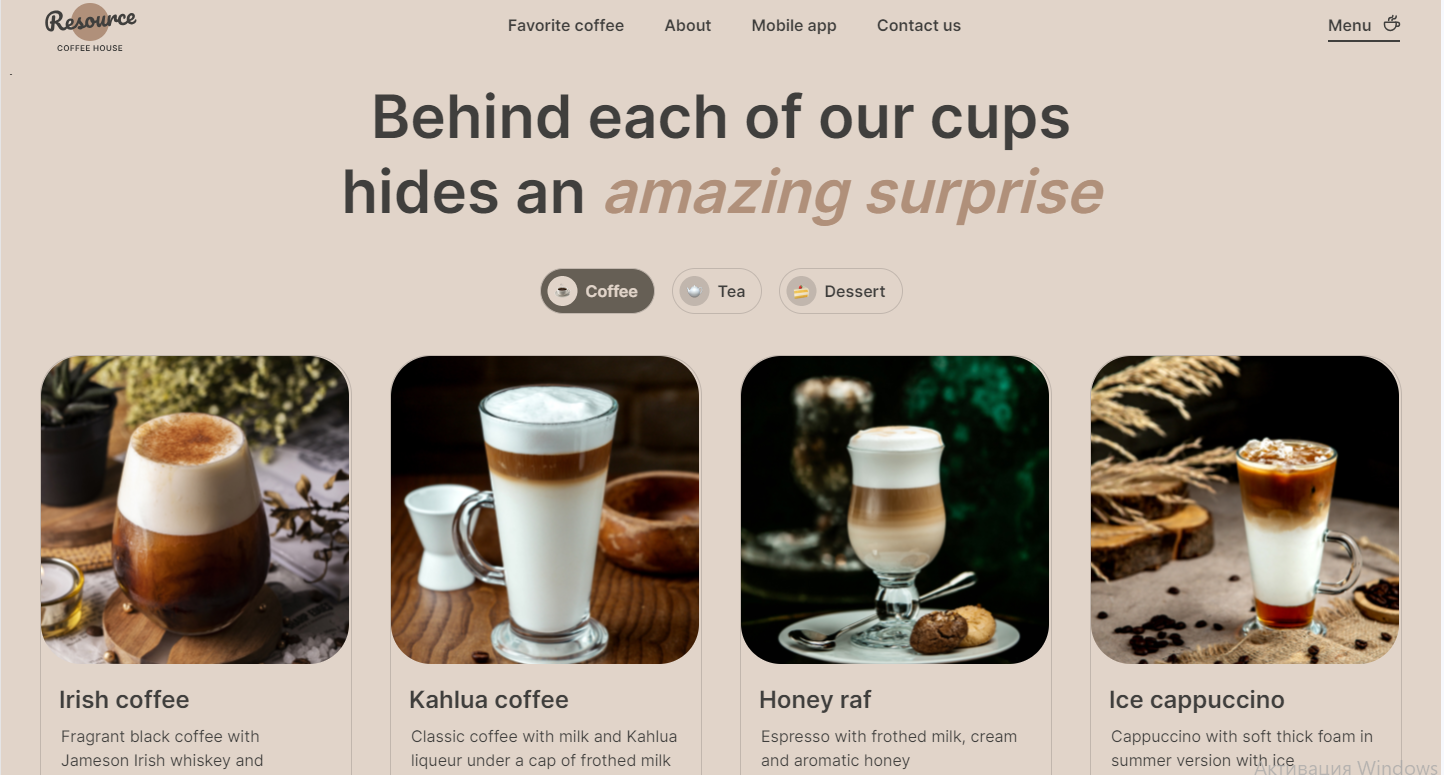 Resource
COFFEE HOUSE
Favorite coffee
About
Mobile app
Contact us
Menu
Behind each of our cups
hides an amazing surprise
Coffee
Tea
Dessert
Irish coffee
Fragrant black coffee with
Jameson Irish whiskey and
Kahlua coffee
Classic coffee with milk and Kahlua
liqueur under a cap of frothed milk
Honey raf
Espresso with frothed milk, cream
and aromatic honey
Ice cappuccino
Cappuccino with soft thick foam in
summer version with ice
Активация Windows